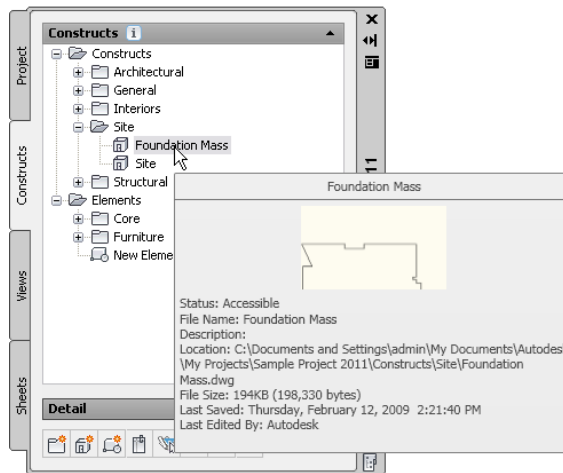 Constructs
Project
Constructs
Architectural
General
Interiors
Site
Foundation Mass
Site
Structural
Elements
Core
Furniture
New Eleme
Constructs
Views
Sheets
Detail
11
Foundation Mass
Status: Accessible
File Name: Foundation Mass
Description:
Location: C:\Documents and Settings\admin\My Documents\Autodes
\My Projects\Sample Project 2011\Constructs\Site\Foundation
Mass.dwg
File Size: 194KB (198,330 bytes)
Last Saved: Thursday, February 12, 2009 2:21:40 PM
Last Edited By: Autodesk